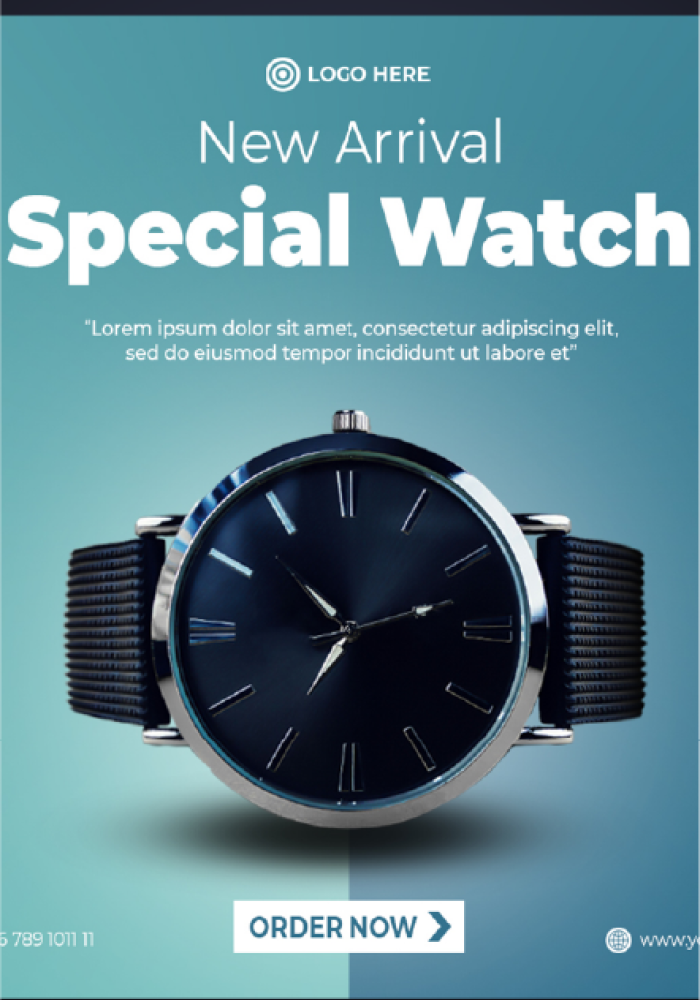 LOGO HERE
New Arrival
Special Watch
"Lorem ipsum dolor sit amet, consectetur adipiscing elit,
sed do eiusmod tempor incididunt ut labore et"
ORDER NOW
6 789 1011 11
www.yo